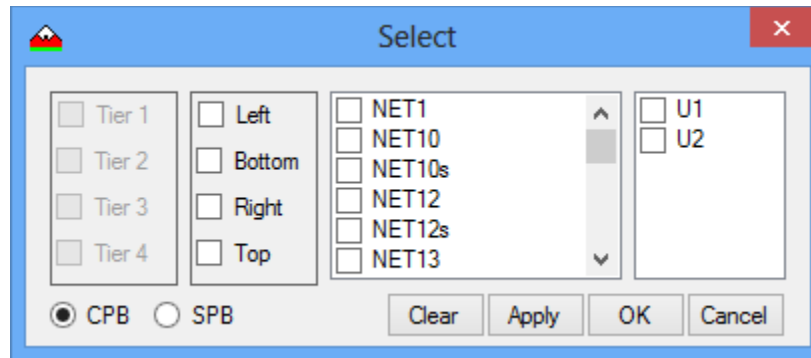 Select
Tier 1
Tier 2
Tier 3
Tier 4
Left
Bottom
Right
Top
NET1
NET10
NET10s
NET12
NET12s
NET13
U1
U2
CPB SPB Clear Apply OK Cancel